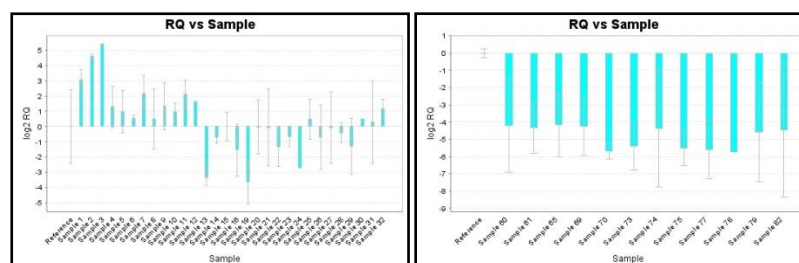 RQ vs Sample
log2 RQ
5
4
3
2
1
0
-1
-2
-3
-4
-5
Reference
Sample 1
Sample 2
Sample 3
Sample 4
Sample 5
Sample 7
Sample 9
Sample 10
Sample 11
Sample 12
Sample 13
Sample 14
Sample 15
Sample 18
Sample 19
Sample 20
Sample 21
Sample 22
Sample 23
Sample 24
Sample 25
Sample 26
Sample 27
Sample 28
Sample 29
Sample 30
Sample 31
Sample 32
Sample
RQ vs Sample
log2 RQ
1
0
-1
-2
-3
-4
-5
-6
-7
-8
-9
Reference
Sample 60
Sample 61
Sample 65
Sample 69
Sample 70
Sample 73
Sample 74
Sample 75
Sample 77
Sample 78
Sample 79
Sample 82
Sample